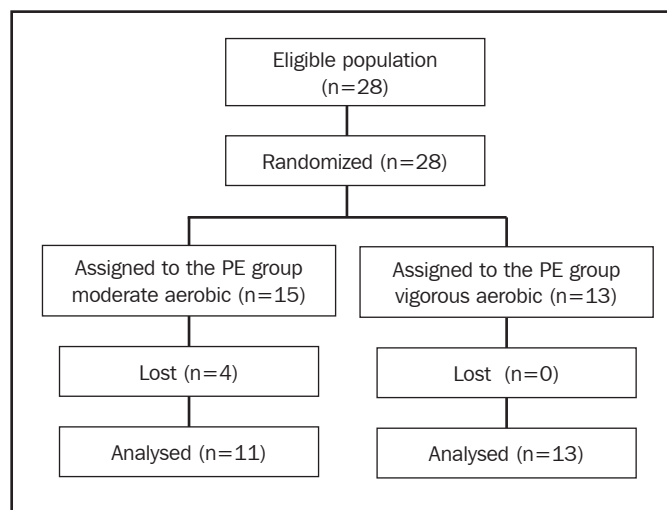 Eligible population
(n=28)
Randomized (n=28)
Assigned to the PE group
moderate aerobic (n=15)
Assigned to the PE group
vigorous aerobic (n=13)
Lost (n=4)
Lost (n=0)
Analysed (n=11)
Analysed (n=13)